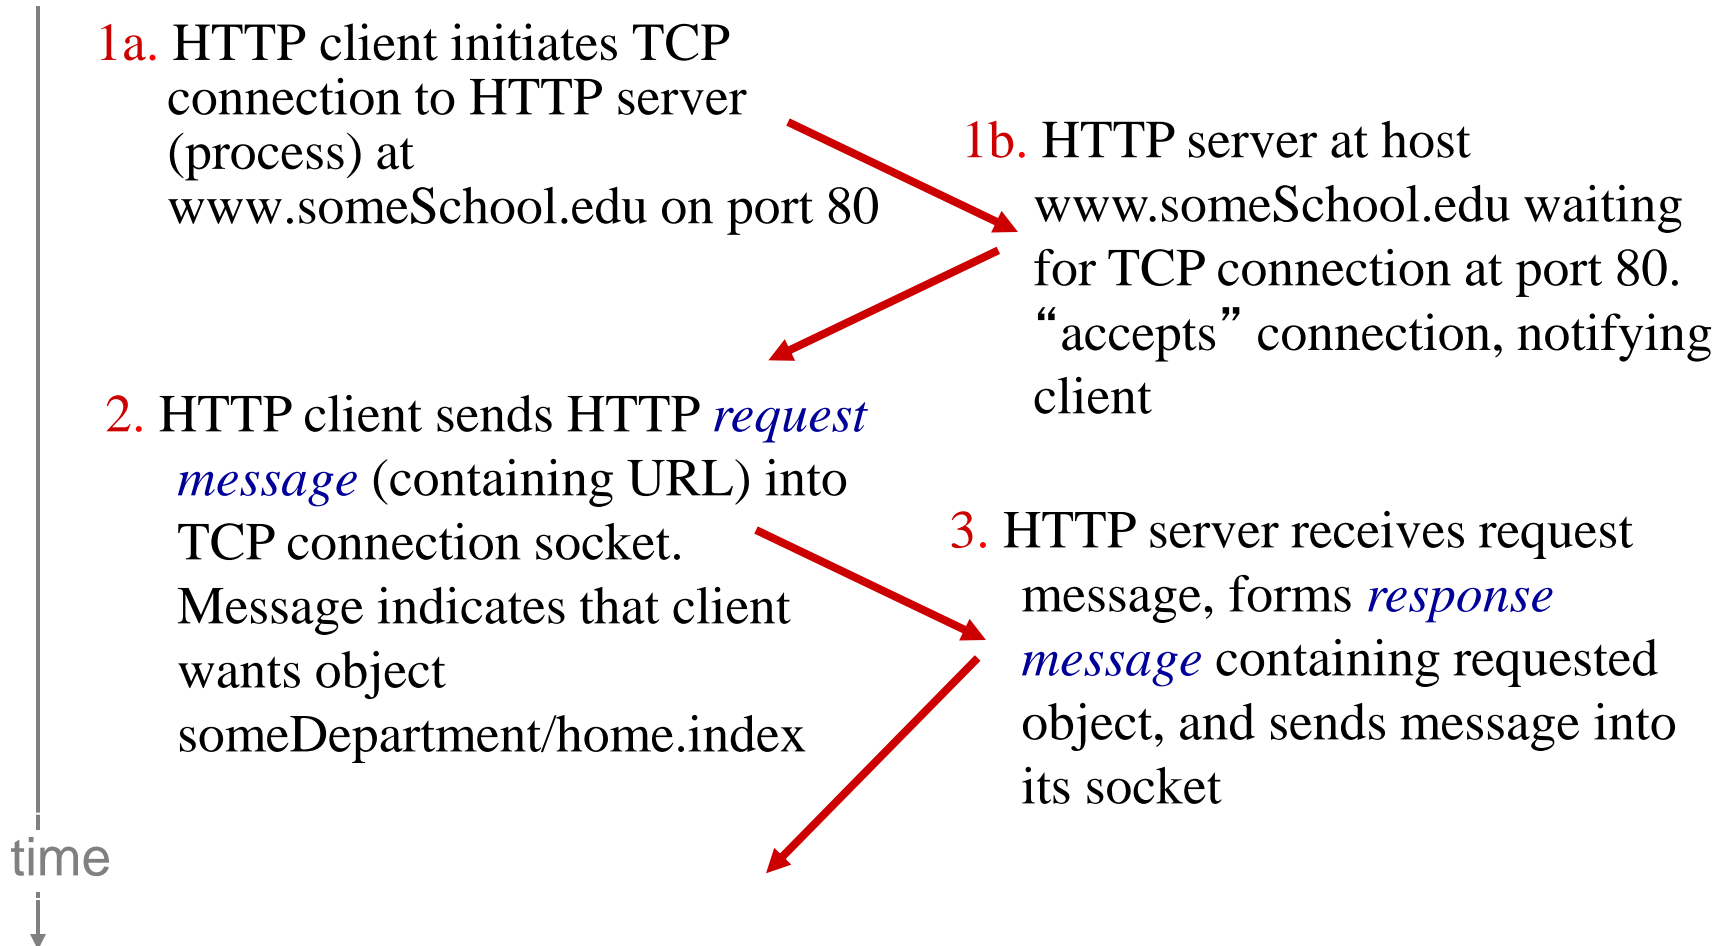 1a. HTTP client initiates TCP
connection to HTTP server
(process) at
www.someSchool.edu on port 80
1b. HTTP server at host
www.someSchool.edu waiting
for TCP connection at port 80.
“accepts” connection, notifying
client
2. HTTP client sends HTTP request
message (containing URL) into
TCP connection socket.
Message indicates that client
wants object
someDepartment/home.index
3. HTTP server receives request
message, forms response
message containing requested
object, and sends message into
its socket
time